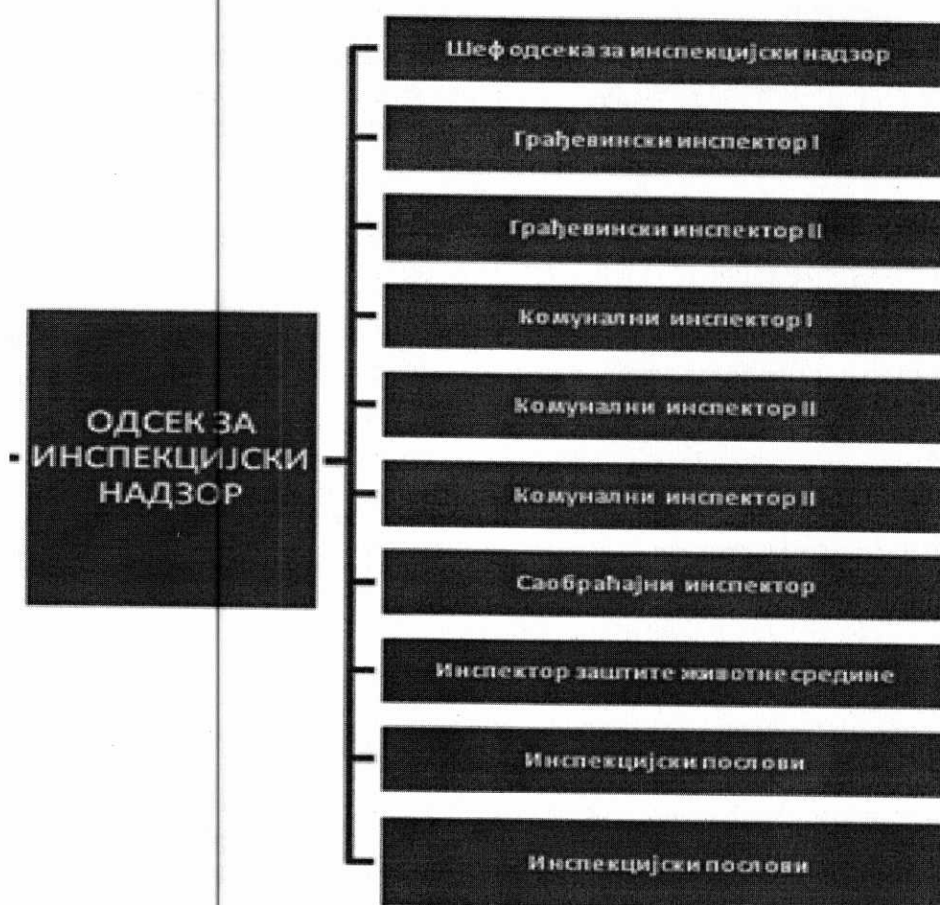 Шеф одсека за инспекцијски надзор
Грађевински инспектор I
Грађевински инспектор II
Комунални инспектор I
ОДСЕК ЗА
ИНСПЕКЦИЈСКИ
НАДЗОР
Комунални инспектор II
Комунални инспектор II
Саобраћајни инспектор
Инспектор заштите животне средине
Инспекцијски послови
Инспекцијски послови